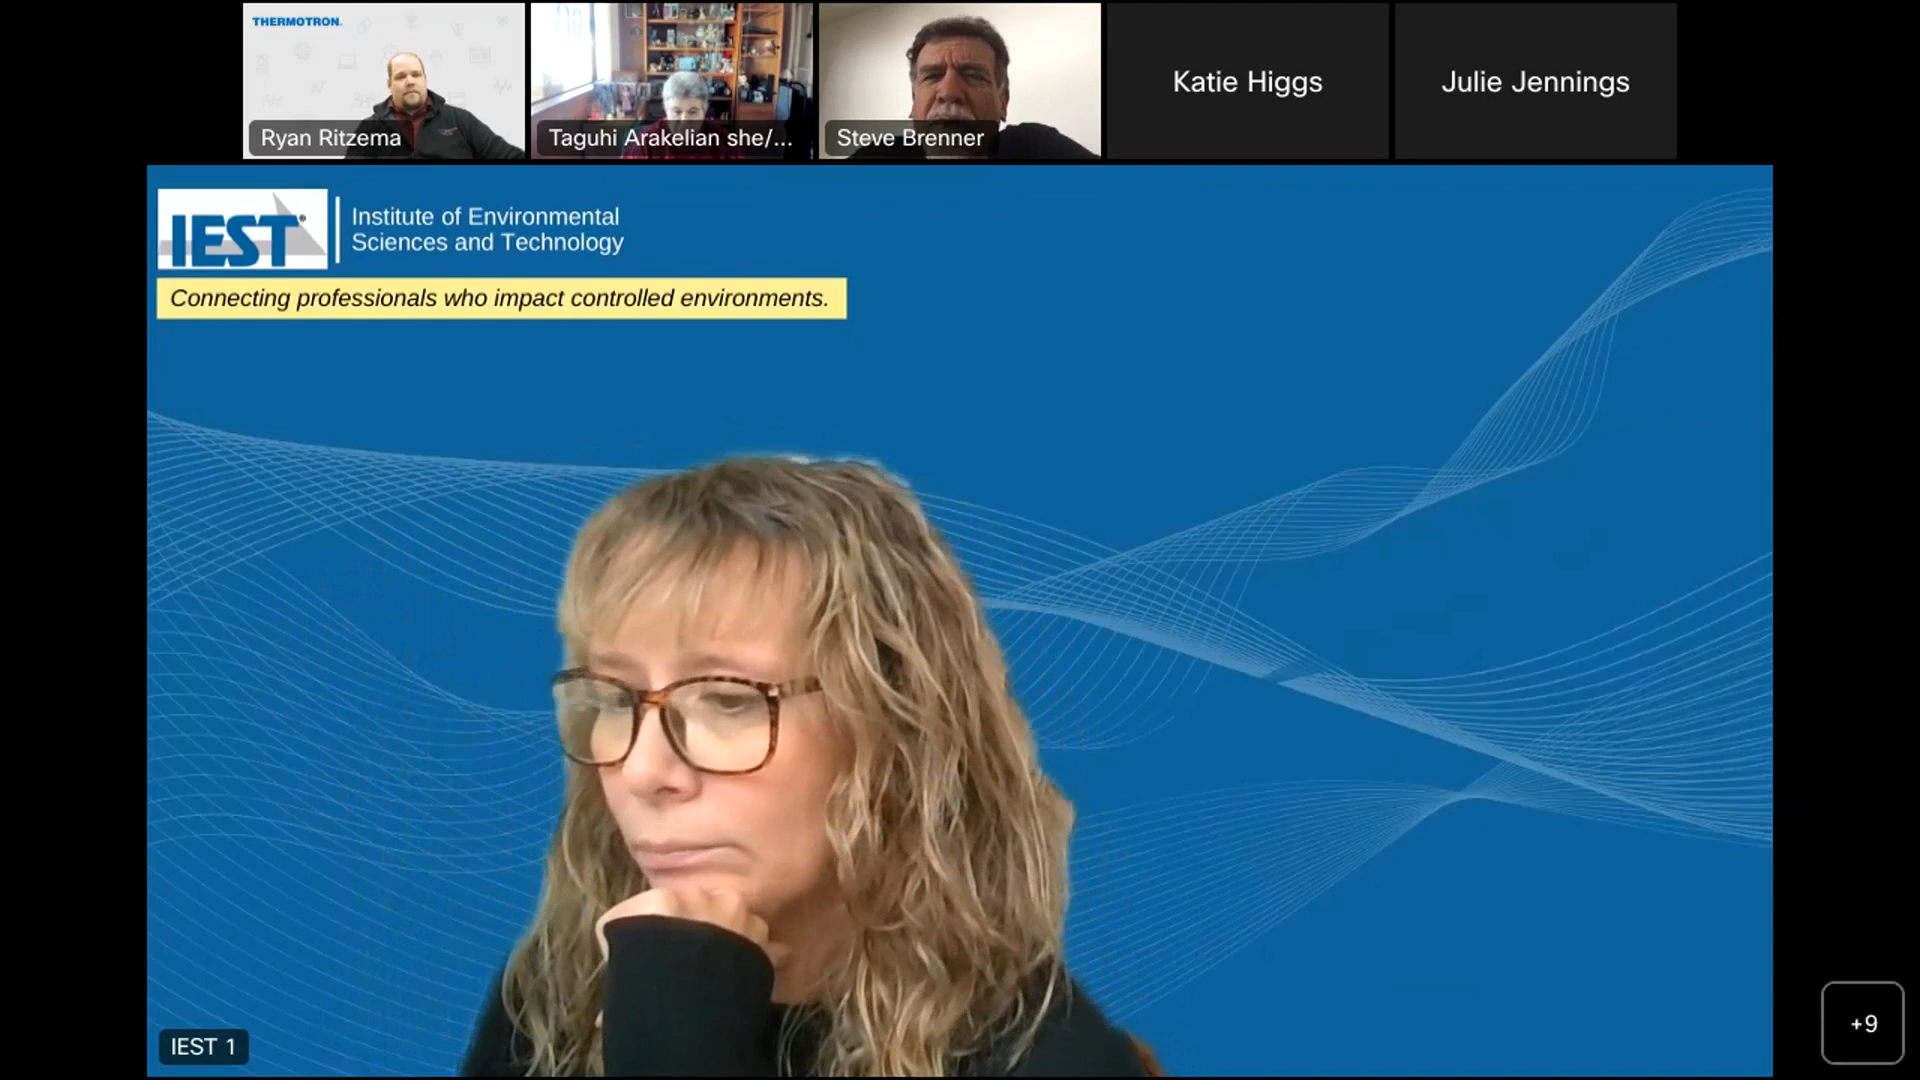 THERMOTRON
Ryan Ritzema
Taguhi Arakelian she/...
Steve Brenner
Katie Higgs
Julie Jennings
IEST®
Institute of Environmental
Sciences and Technology
Connecting professionals who impact controlled environments.
IEST 1
+9